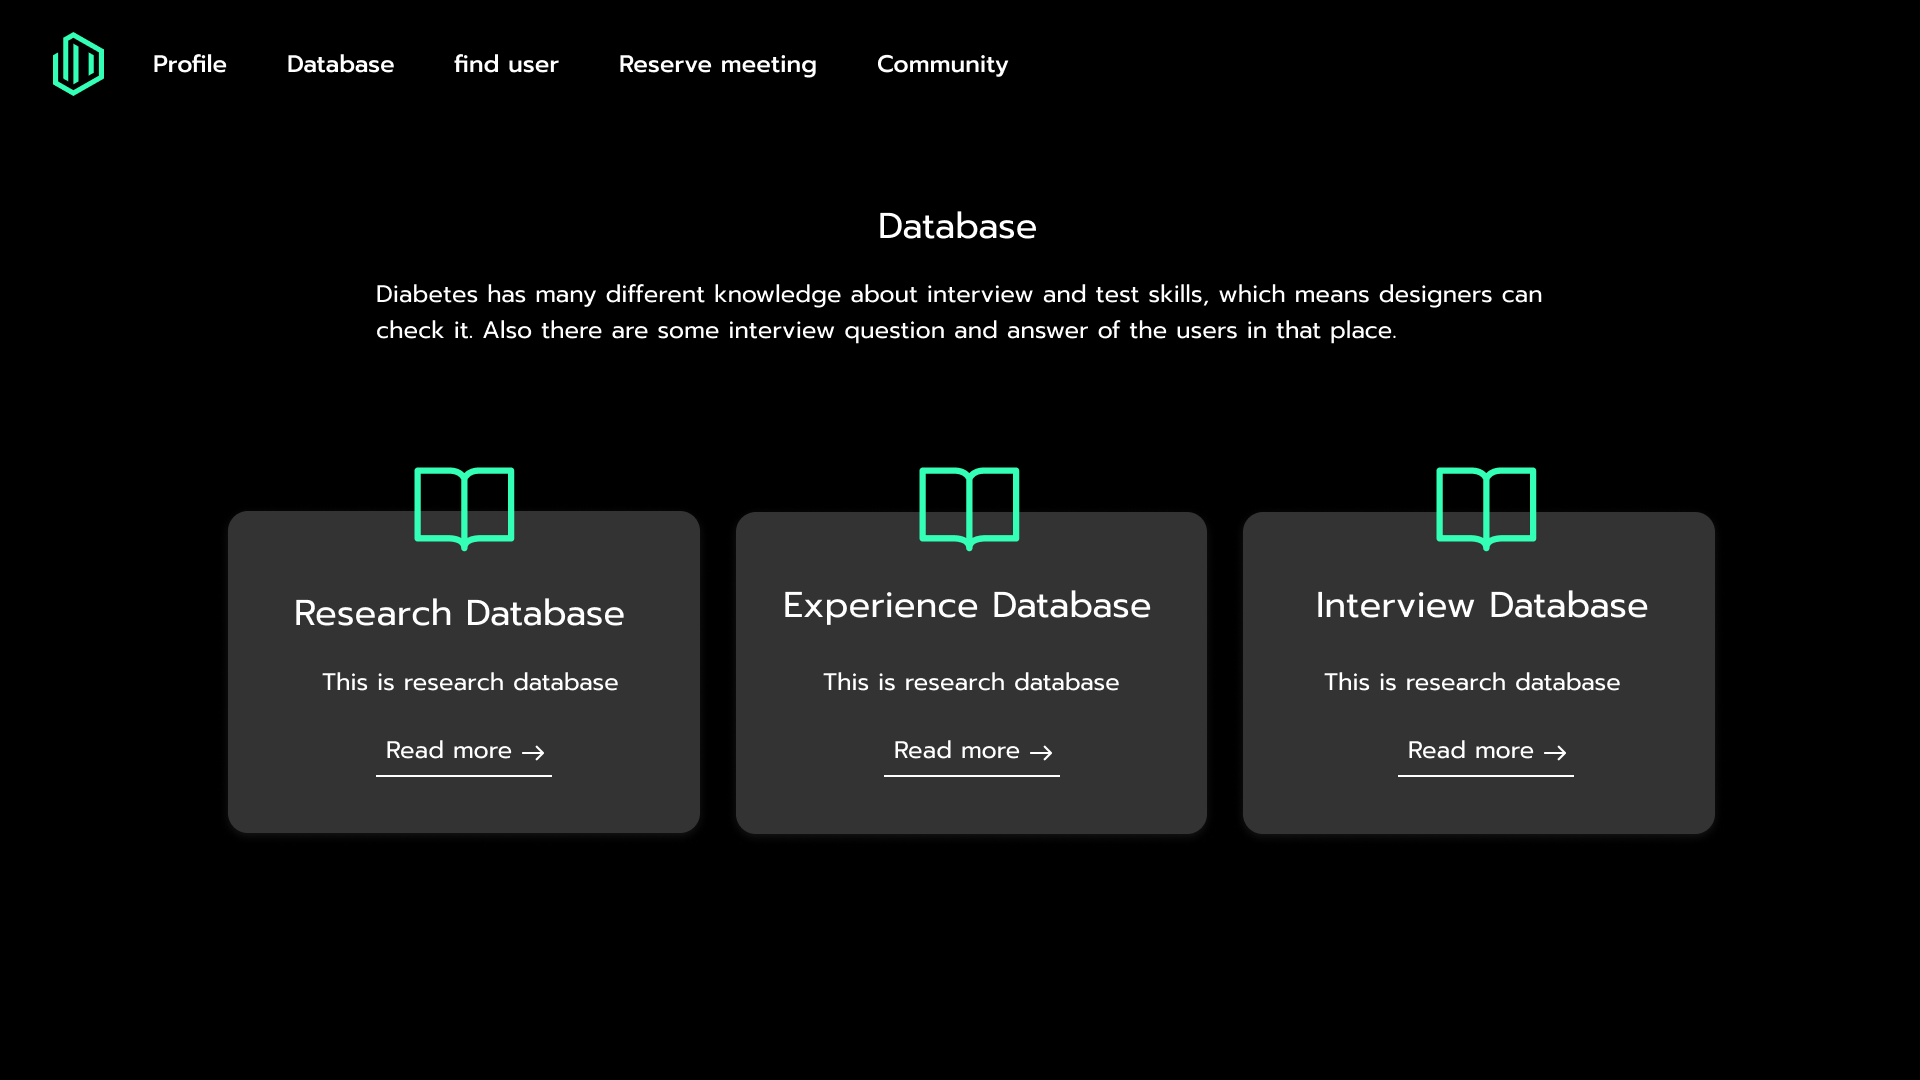 Profile Database find user Reserve meeting Community
Database
Diabetes has many different knowledge about interview and test skills, which means designers can
check it. Also there are some interview question and answer of the users in that place.
Research Database
This is research database
Read more →
Experience Database
This is research database
Read more →
Interview Database
This is research database
Read more →